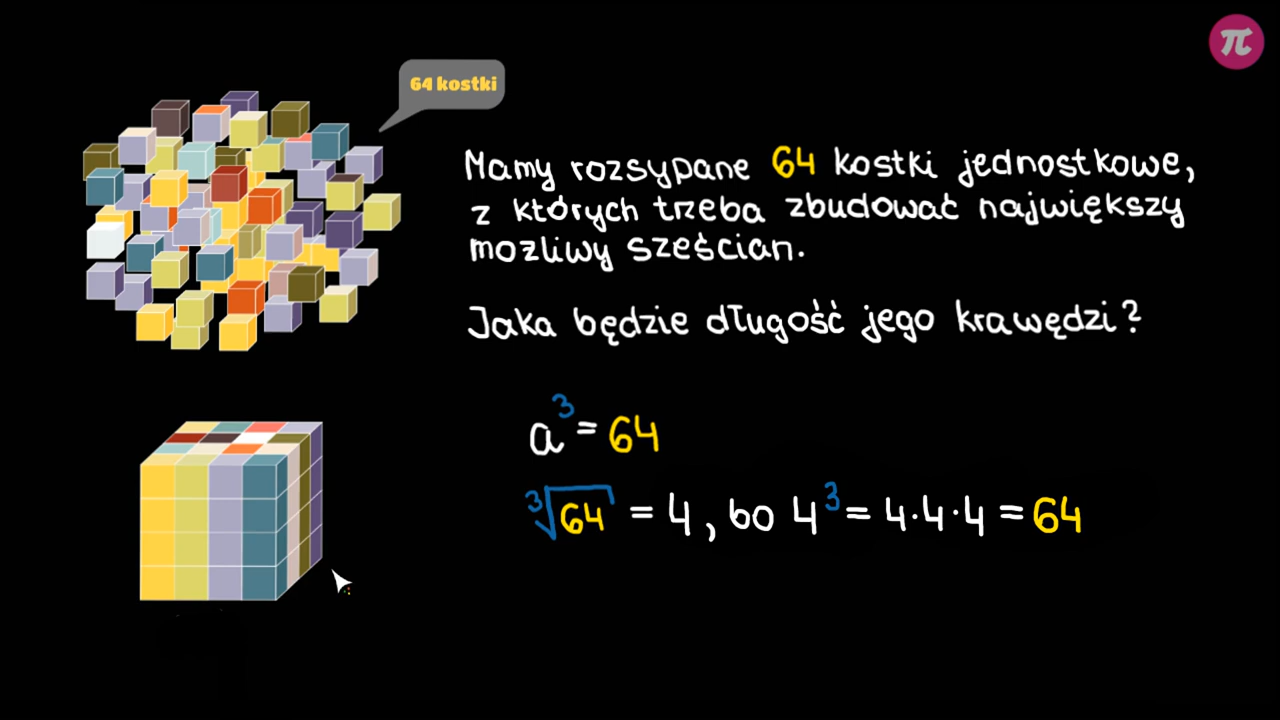 π
64 kostki
Mamy rozsypane 64 kostki jednostkowe,
z których trzeba zbudować największy
możliwy sześcian.
Jaka będzie długość jego krawędzi?
a³ = 64
∛64 = 4, bo 4³ = 4·4·4 = 64